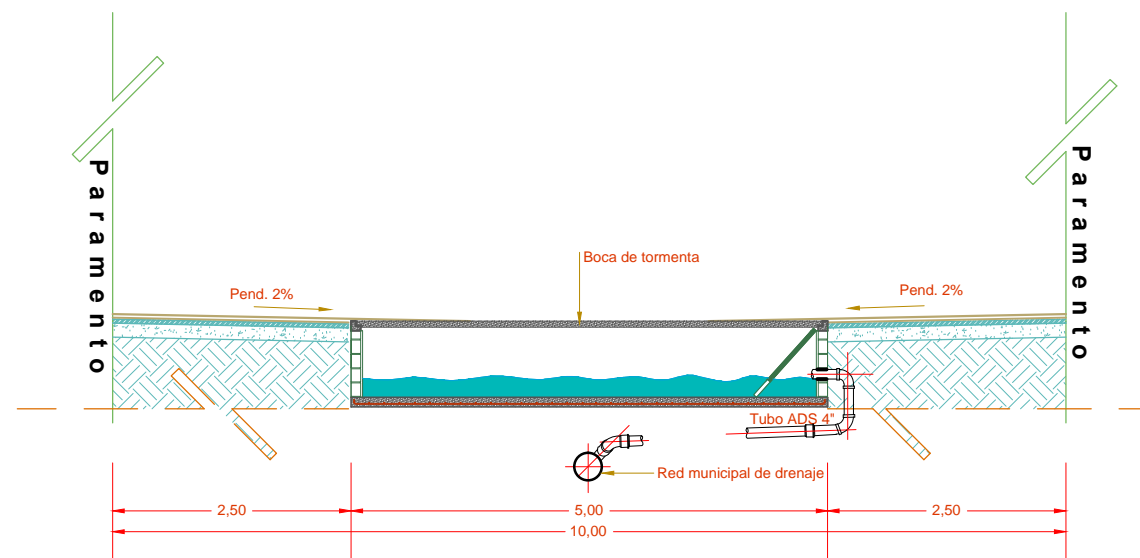 Boca de tormenta
Pend. 2%
Pend. 2%
Paramento
Paramento
Tubo ADS 4"
Red municipal de drenaje
2,50
5,00
2,50
10,00